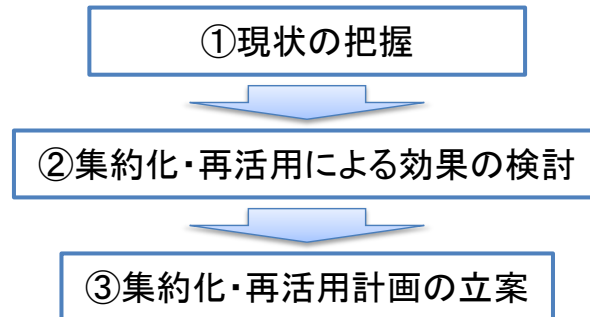 ①現状の把握
②集約化・再活用による効果の検討
③集約化・再活用計画の立案